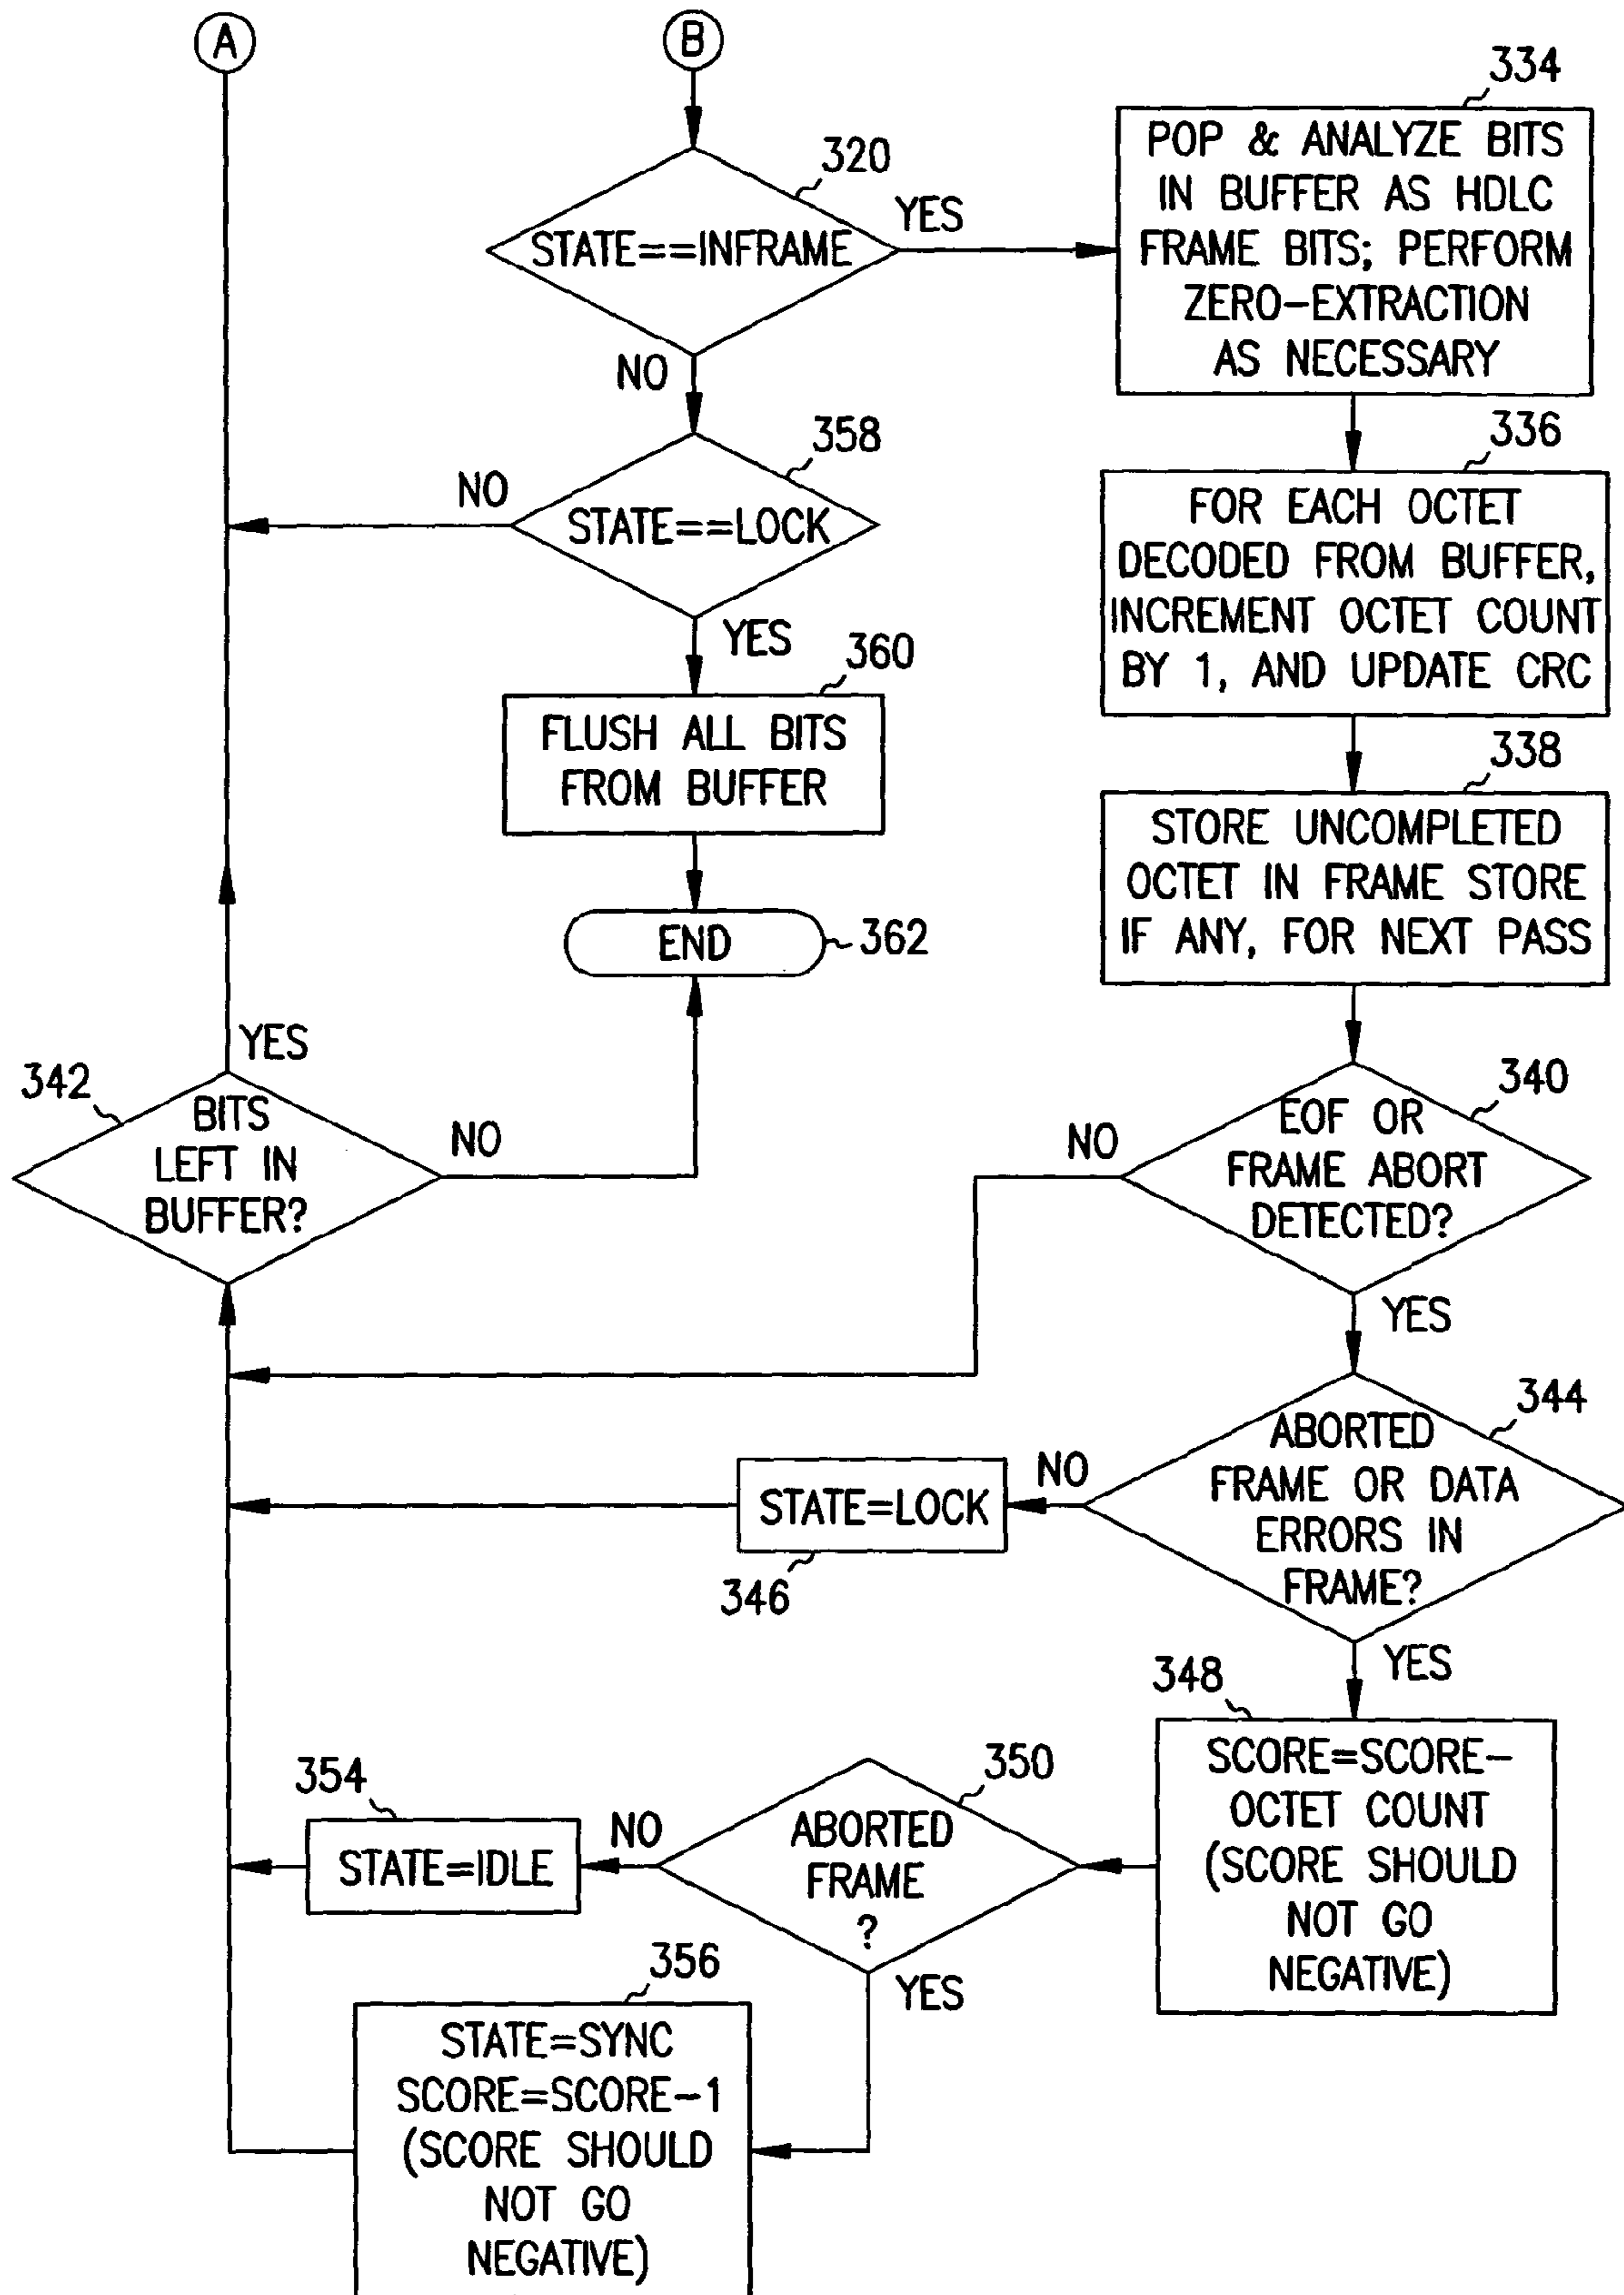 A
B
320
STATE==INFRAME
YES
NO
334
POP & ANALYZE BITS
IN BUFFER AS HDLC
FRAME BITS; PERFORM
ZERO-EXTRACTION
AS NECESSARY
336
FOR EACH OCTET
DECODED FROM BUFFER,
INCREMENT OCTET COUNT
BY 1, AND UPDATE CRC
338
STORE UNCOMPLETED
OCTET IN FRAME STORE
IF ANY, FOR NEXT PASS
358
STATE==LOCK
NO
YES
360
FLUSH ALL BITS
FROM BUFFER
END
362
342
BITS
LEFT IN
BUFFER?
YES
NO
340
EOF OR
FRAME ABORT
DETECTED?
NO
YES
344
ABORTED
FRAME OR DATA
ERRORS IN
FRAME?
NO
YES
STATE=LOCK
346
348
SCORE=SCORE-
OCTET COUNT
(SCORE SHOULD
NOT GO
NEGATIVE)
350
ABORTED
FRAME
?
NO
YES
354
STATE=IDLE
356
STATE=SYNC
SCORE=SCORE-1
(SCORE SHOULD
NOT GO
NEGATIVE)